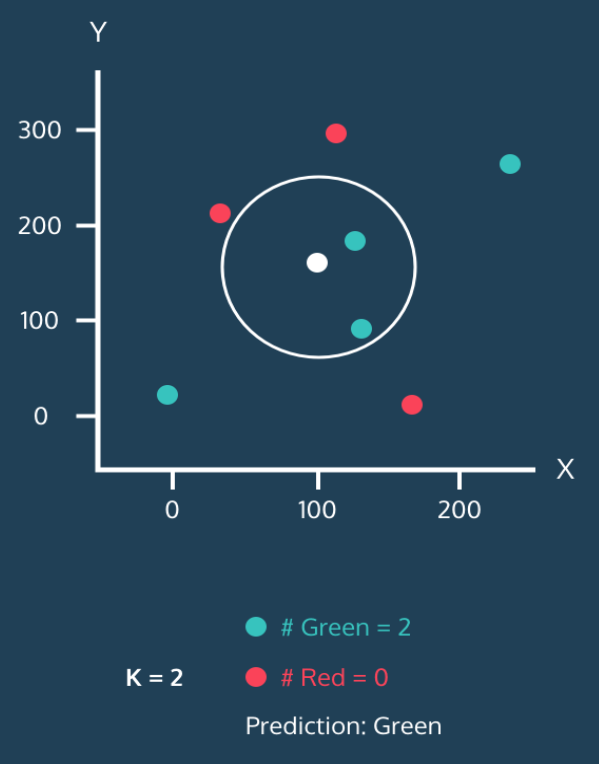 Y
300
200
100
0
X
0
100
200
# Green = 2
K = 2
# Red = 0
Prediction: Green